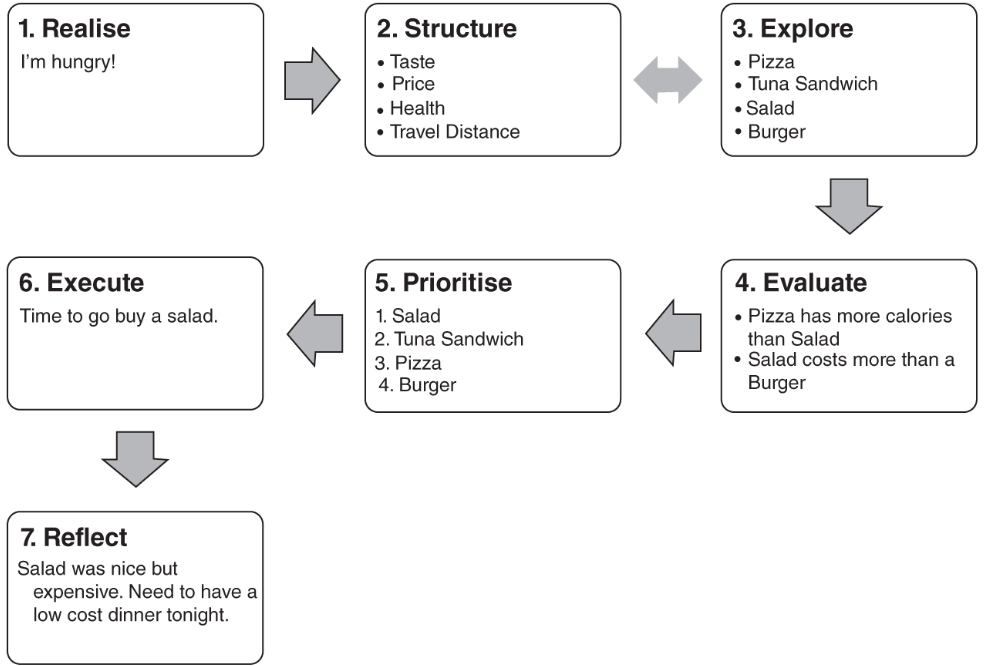 1. Realise
I'm hungry!
2. Structure
• Taste
• Price
• Health
• Travel Distance
3. Explore
• Pizza
• Tuna Sandwich
• Salad
• Burger
4. Evaluate
• Pizza has more calories
than Salad
• Salad costs more than a
Burger
5. Prioritise
1. Salad
2. Tuna Sandwich
3. Pizza
4. Burger
6. Execute
Time to go buy a salad.
7. Reflect
Salad was nice but
expensive. Need to have a
low cost dinner tonight.